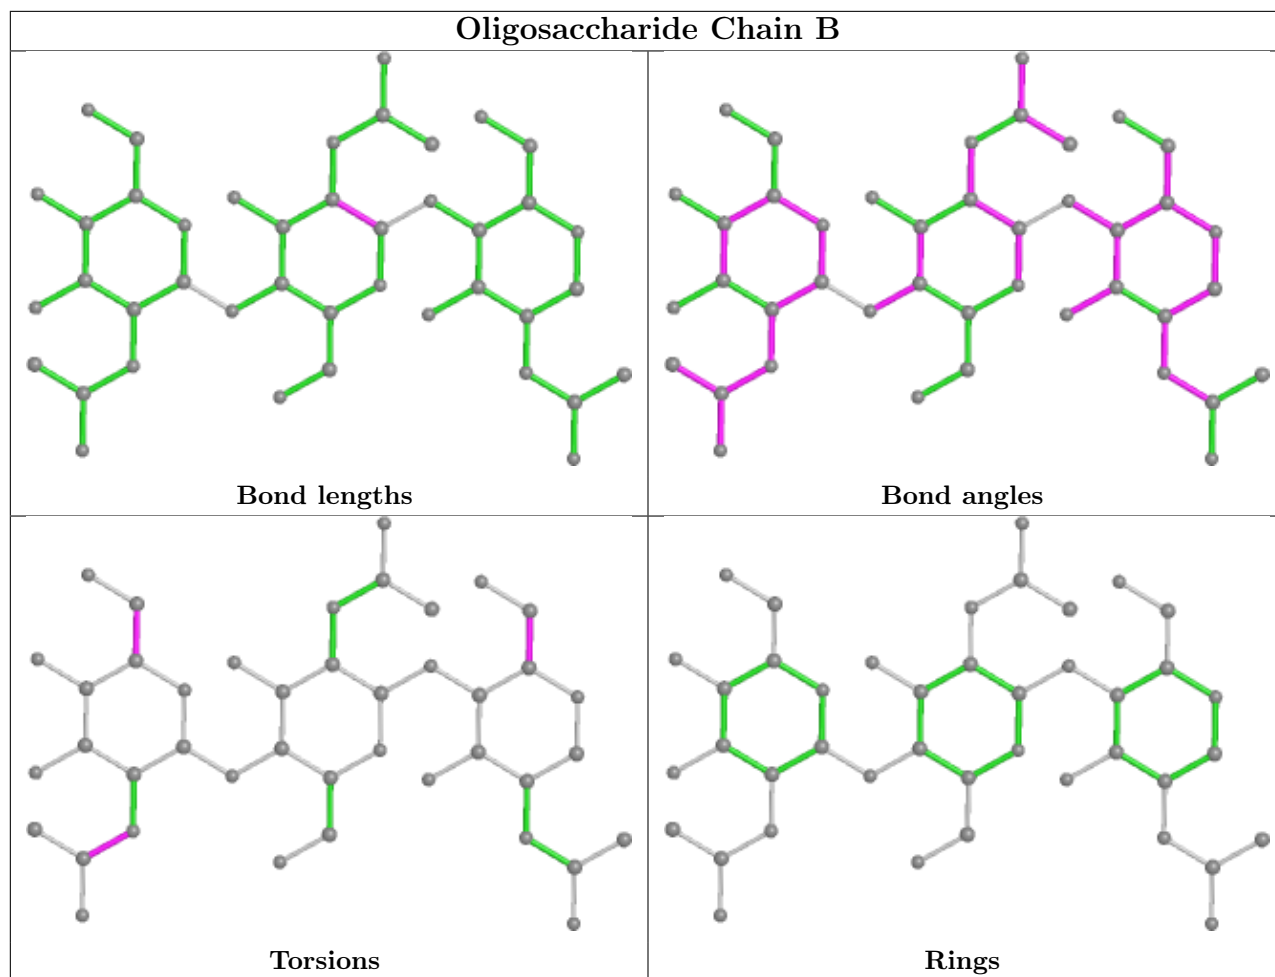 Oligosaccharide Chain B
Bond lengths
Bond angles
Torsions
Rings